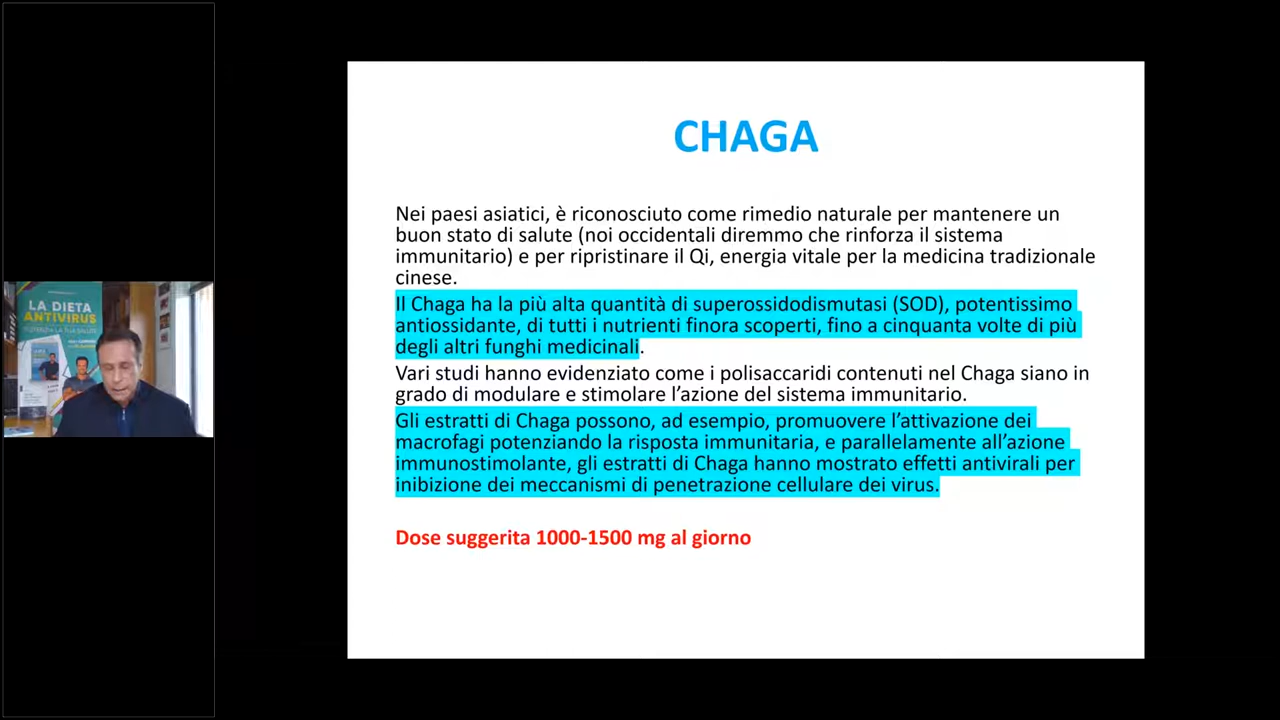 LA DIETA
ANTIVIRUS
CHAGA
Nei paesi asiatici, è riconosciuto come rimedio naturale per mantenere un
buon stato di salute (noi occidentali diremmo che rinforza il sistema
immunitario) e per ripristinare il Qi, energia vitale per la medicina tradizionale
cinese.
Il Chaga ha la più alta quantità di superossidodismutasi (SOD), potentissimo
antiossidante, di tutti i nutrienti finora scoperti, fino a cinquanta volte di più
degli altri funghi medicinali.
Vari studi hanno evidenziato come i polisaccaridi contenuti nel Chaga siano in
grado di modulare e stimolare l’azione del sistema immunitario.
Gli estratti di Chaga possono, ad esempio, promuovere l’attivazione dei
macrofagi potenziando la risposta immunitaria, e parallelamente all’azione
immunostimolante, gli estratti di Chaga hanno mostrato effetti antivirali per
inibizione dei meccanismi di penetrazione cellulare dei virus.
Dose suggerita 1000-1500 mg al giorno